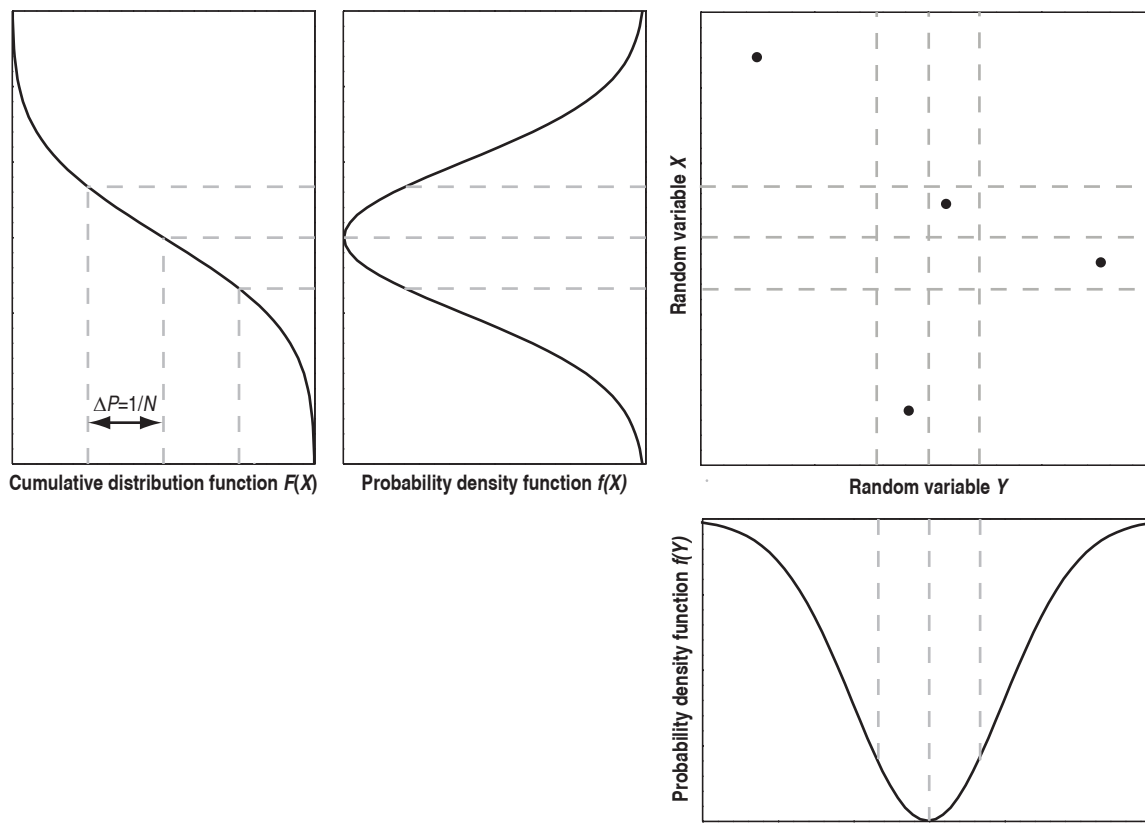 Random variable X
ΔP=1/N
Cumulative distribution function F(X)
Probability density function f(X)
Random variable Y
Probability density function f(Y)